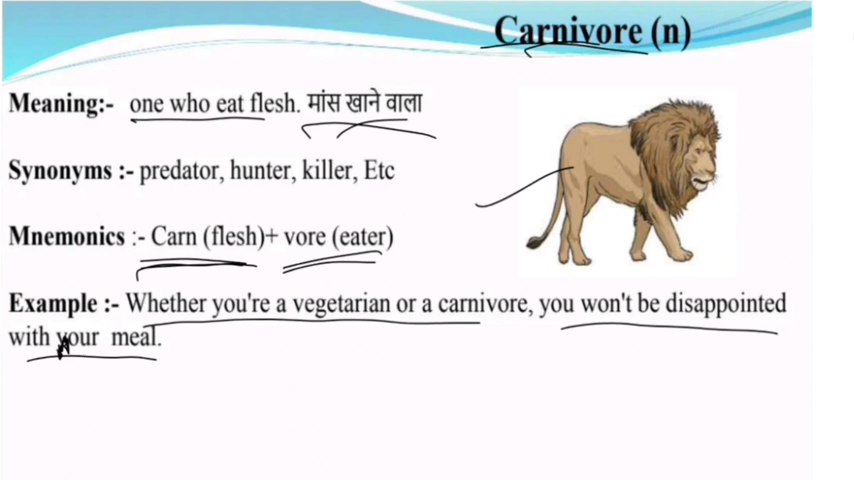 Carnivore (n)
Meaning:- one who eat flesh. मांस खाने वाला
Synonyms :- predator, hunter, killer, Etc
Mnemonics :- Carn (flesh)+ vore (eater)
Example :- Whether you're a vegetarian or a carnivore, you won't be disappointed
with your meal.